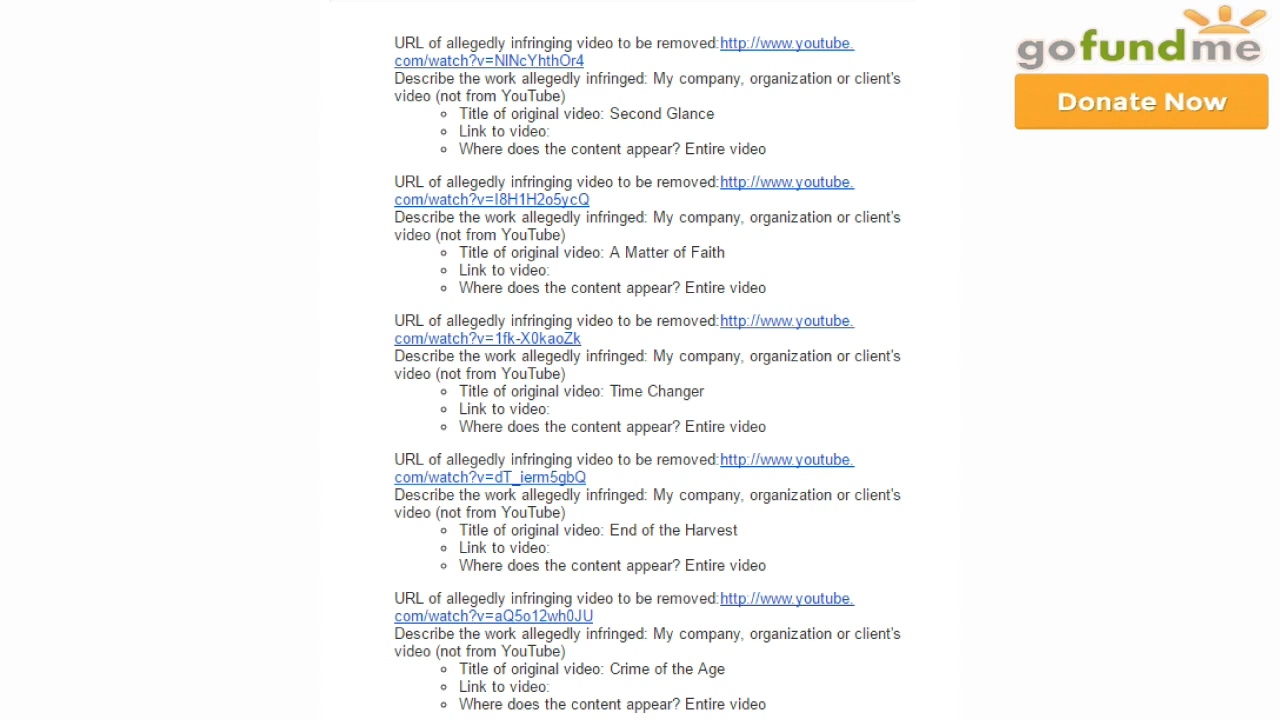 URL of allegedly infringing video to be removed:http://www.youtube.
com/watch?v=NlNcYhthOr4
Describe the work allegedly infringed: My company, organization or client's
video (not from YouTube)
Title of original video: Second Glance
Link to video:
Where does the content appear? Entire video
URL of allegedly infringing video to be removed:http://www.youtube.
com/watch?v=I8H1H2o5ycQ
Describe the work allegedly infringed: My company, organization or client's
video (not from YouTube)
Title of original video: A Matter of Faith
Link to video:
Where does the content appear? Entire video
URL of allegedly infringing video to be removed:http://www.youtube.
com/watch?v=1fk-X0kaoZk
Describe the work allegedly infringed: My company, organization or client's
video (not from YouTube)
Title of original video: Time Changer
Link to video:
Where does the content appear? Entire video
URL of allegedly infringing video to be removed:http://www.youtube.
com/watch?v=dT_ierm5gbQ
Describe the work allegedly infringed: My company, organization or client's
video (not from YouTube)
Title of original video: End of the Harvest
Link to video:
Where does the content appear? Entire video
URL of allegedly infringing video to be removed:http://www.youtube.
com/watch?v=aQ5o12wh0JU
Describe the work allegedly infringed: My company, organization or client's
video (not from YouTube)
Title of original video: Crime of the Age
Link to video:
Where does the content appear? Entire video
gofundme
Donate Now